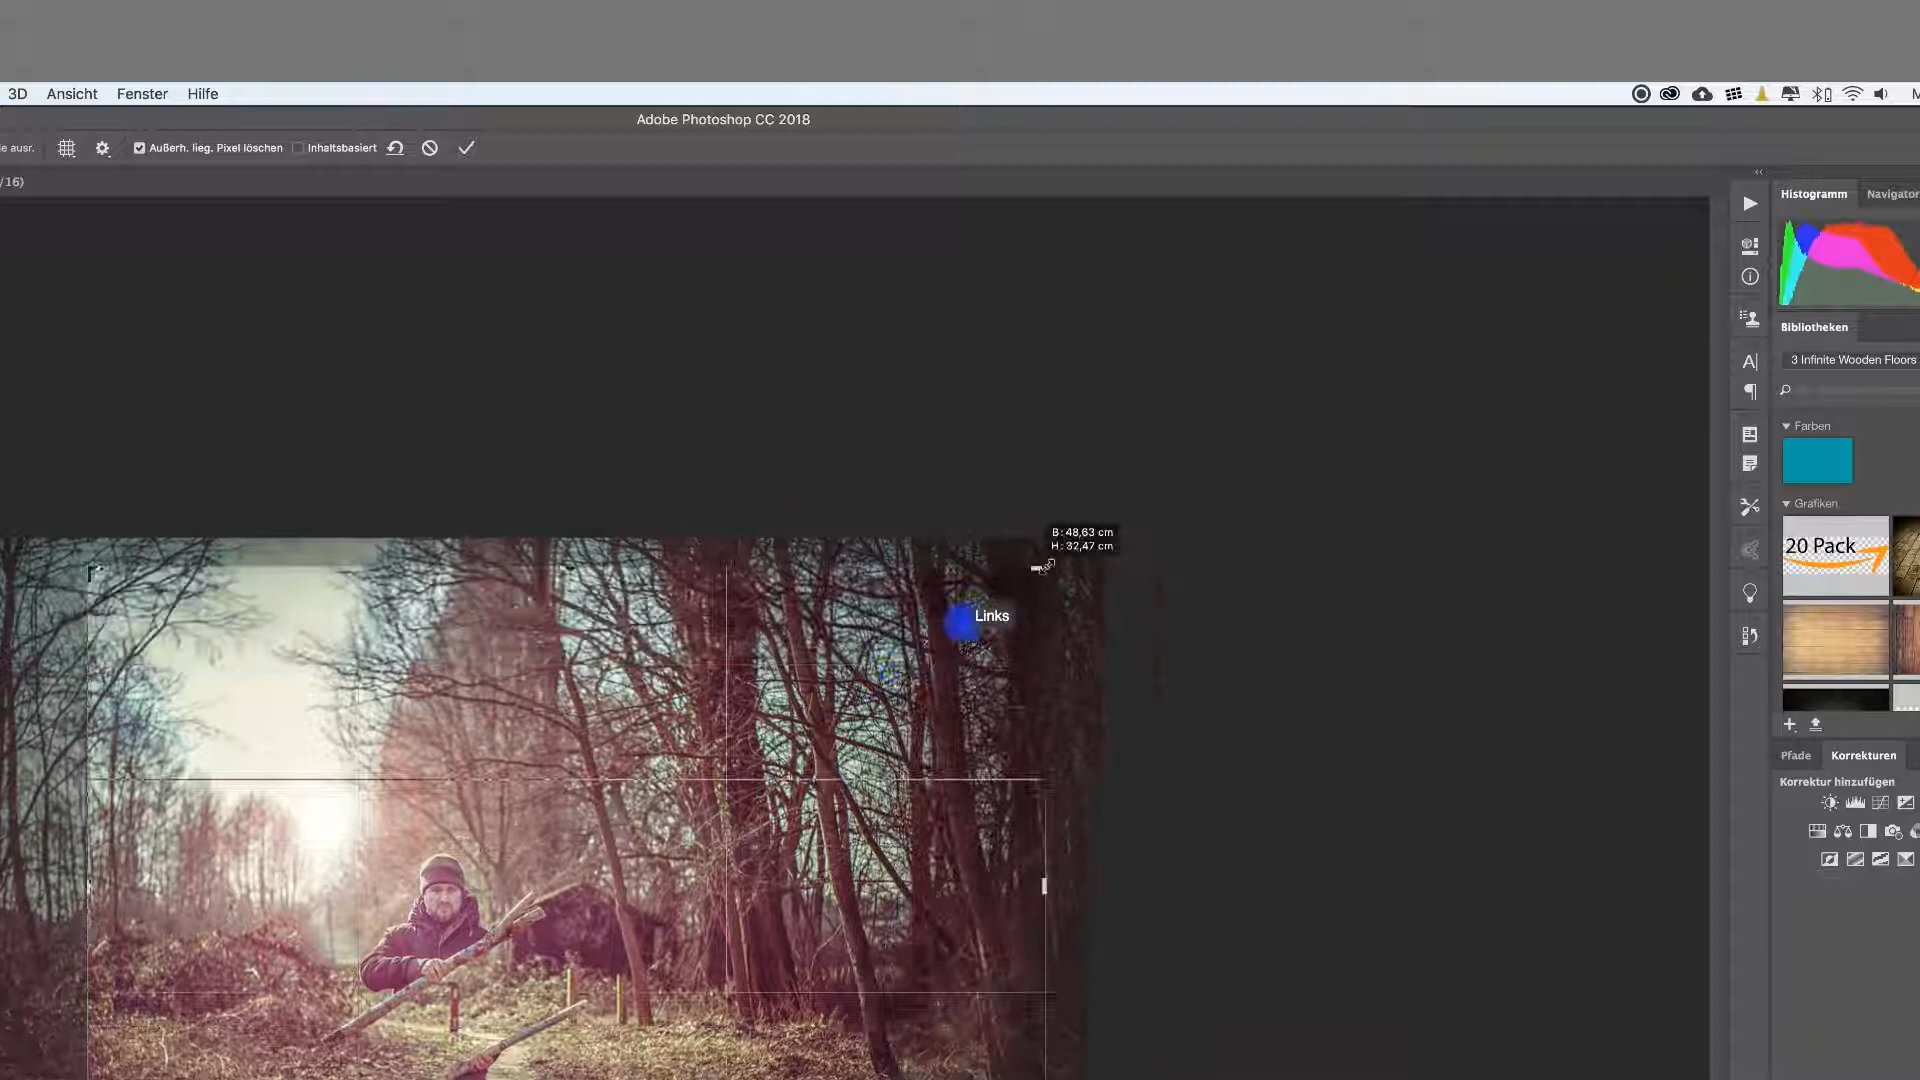 3D Ansicht Fenster Hilfe
Adobe Photoshop CC 2018
e ausr. Außerh. lieg. Pixel löschen Inhaltsbasiert
/16)
Histogramm Navigator
Bibliotheken
3 Infinite Wooden Floors
Farben
Grafiken
B: 48,63 cm
H: 32,47 cm
20 Pack
Links
Pfade Korrekturen
Korrektur hinzufügen